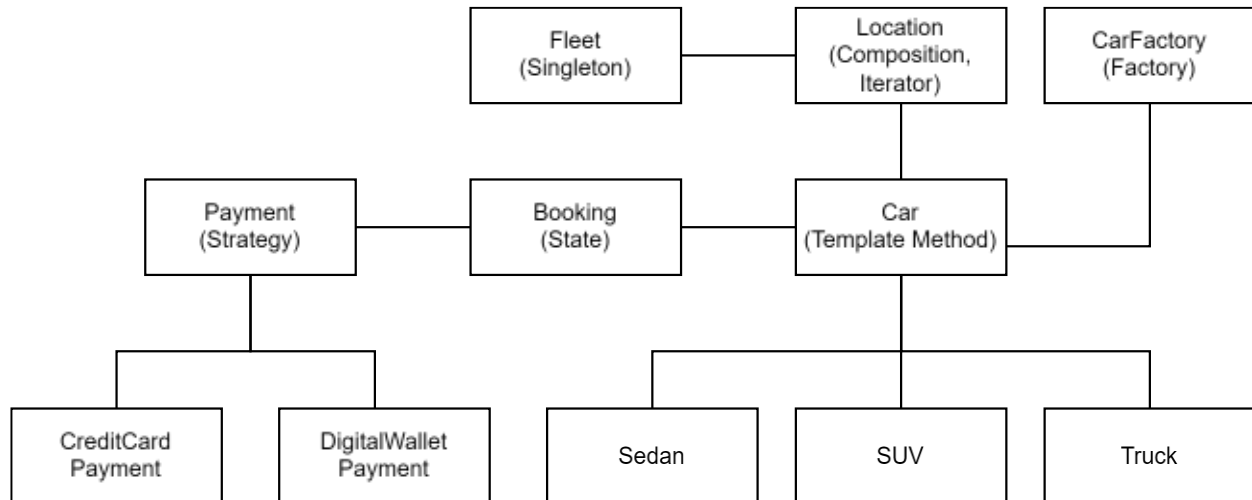 Fleet
(Singleton)
Location
(Composition,
Iterator)
CarFactory
(Factory)
Payment
(Strategy)
Booking
(State)
Car
(Template Method)
CreditCard
Payment
DigitalWallet
Payment
Sedan
SUV
Truck